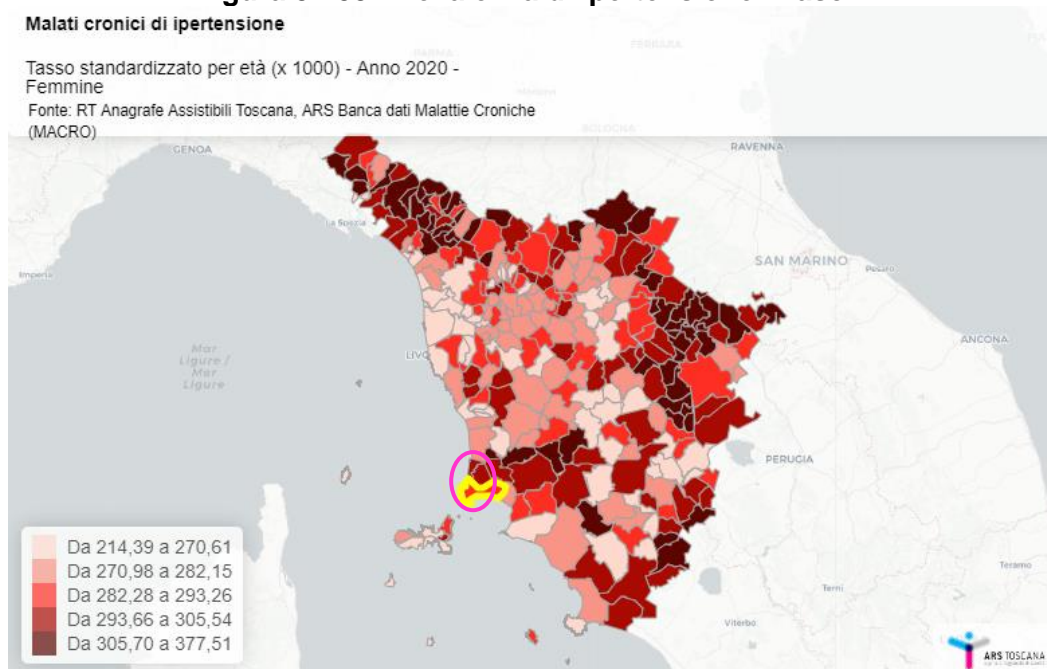 Malati cronici di ipertensione
Tasso standardizzato per età (x 1000) - Anno 2020 -
Femmine
Fonte: RT Anagrafe Assistibili Toscana, ARS Banca dati Malattie Croniche
(MACRO)
PARMA
FERRARA
BOLOGNA
GENOA
RAVENNA
La Spezia
Imperia
SAN MARINO
Pesaro
ANCONA
Mar
Ligure /
Mar
Ligure
LIVO
PERUGIA
Teramo
Terni
Viterbo
Da 214,39 a 270,61
Da 270,98 a 282,15
Da 282,28 a 293,26
Da 293,66 a 305,54
Da 305,70 a 377,51
ARS TOSCANA